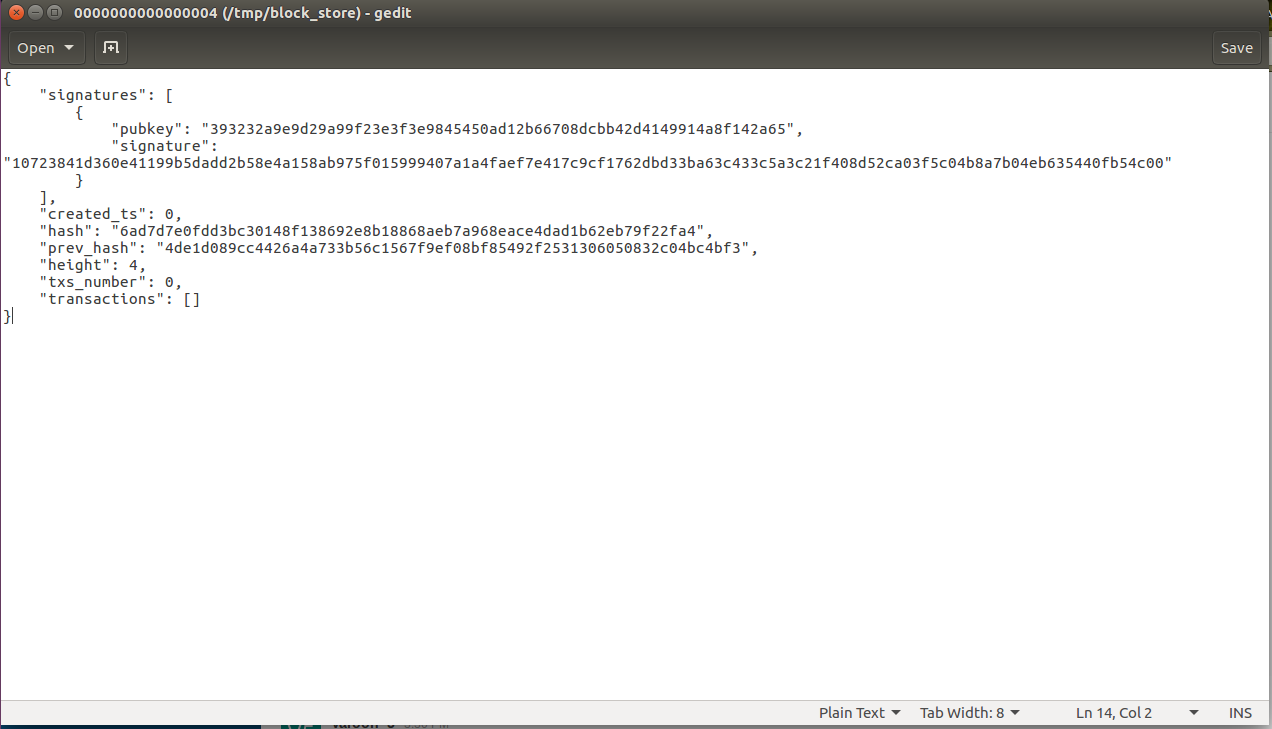 0000000000000004 (/tmp/block_store) - gedit
Open
Save
{
    "signatures": [
        {
            "pubkey": "393232a9e9d29a99f23e3f3e9845450ad12b66708dcbb42d4149914a8f142a65",
            "signature":
"10723841d360e41199b5dadd2b58e4a158ab975f015999407a1a4faef7e417c9cf1762dbd33ba63c433c5a3c21f408d52ca03f5c04b8a7b04eb635440fb54c00"
        }
    ],
    "created_ts": 0,
    "hash": "6ad7d7e0fdd3bc30148f138692e8b18868aeb7a968eace4dad1b62eb79f22fa4",
    "prev_hash": "4de1d089cc4426a4a733b56c1567f9ef08bf85492f2531306050832c04bc4bf3",
    "height": 4,
    "txs_number": 0,
    "transactions": []
}
Plain Text
Tab Width: 8
Ln 14, Col 2
INS